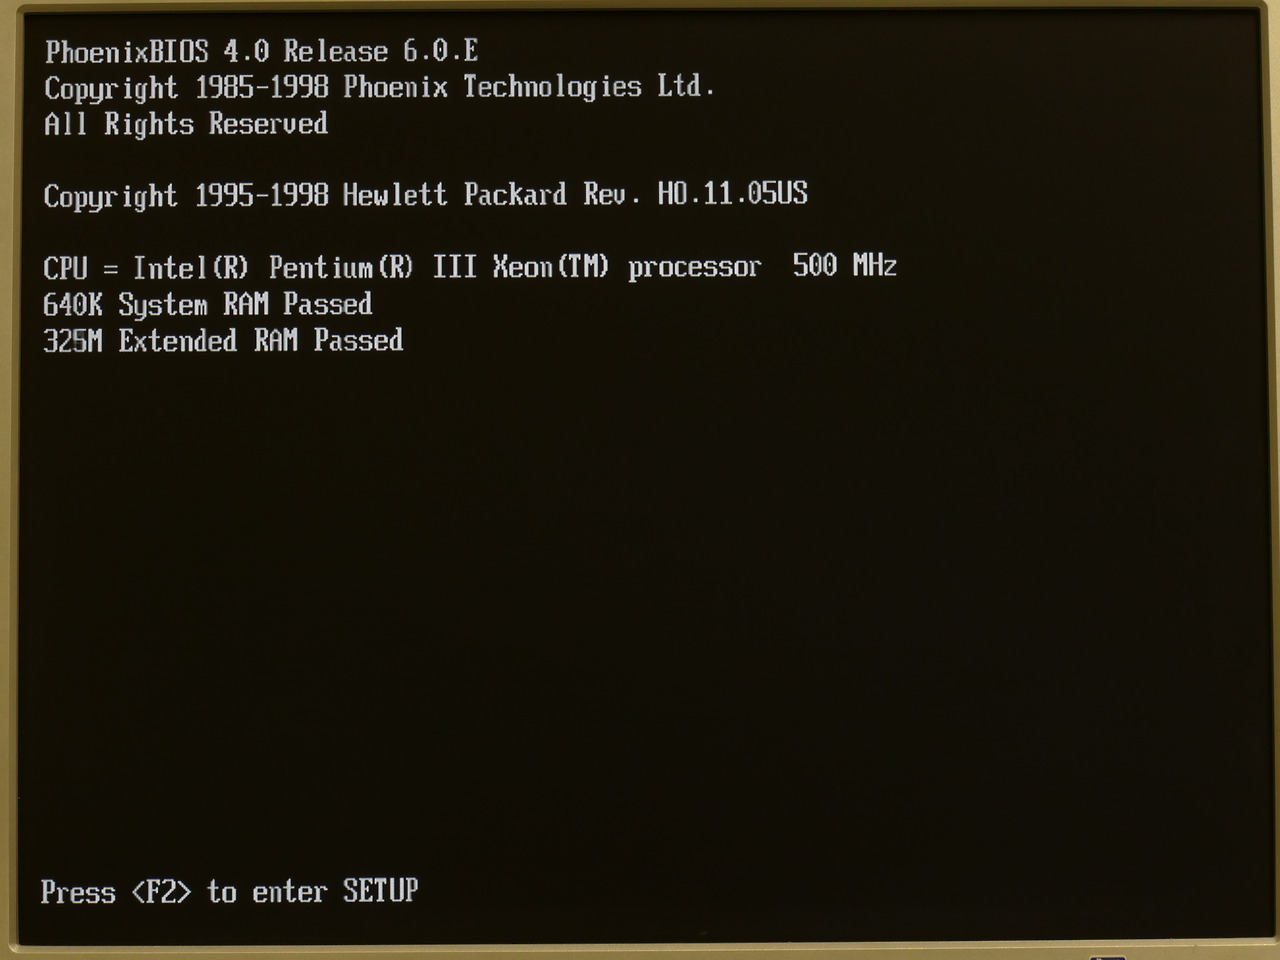 PhoenixBIOS 4.0 Release 6.0.E
Copyright 1985-1998 Phoenix Technologies Ltd.
All Rights Reserved
Copyright 1995-1998 Hewlett Packard Rev. HO.11.05US
CPU = Intel(R) Pentium(R) III Xeon(TM) processor  500 MHz
640K System RAM Passed
325M Extended RAM Passed
Press <F2> to enter SETUP